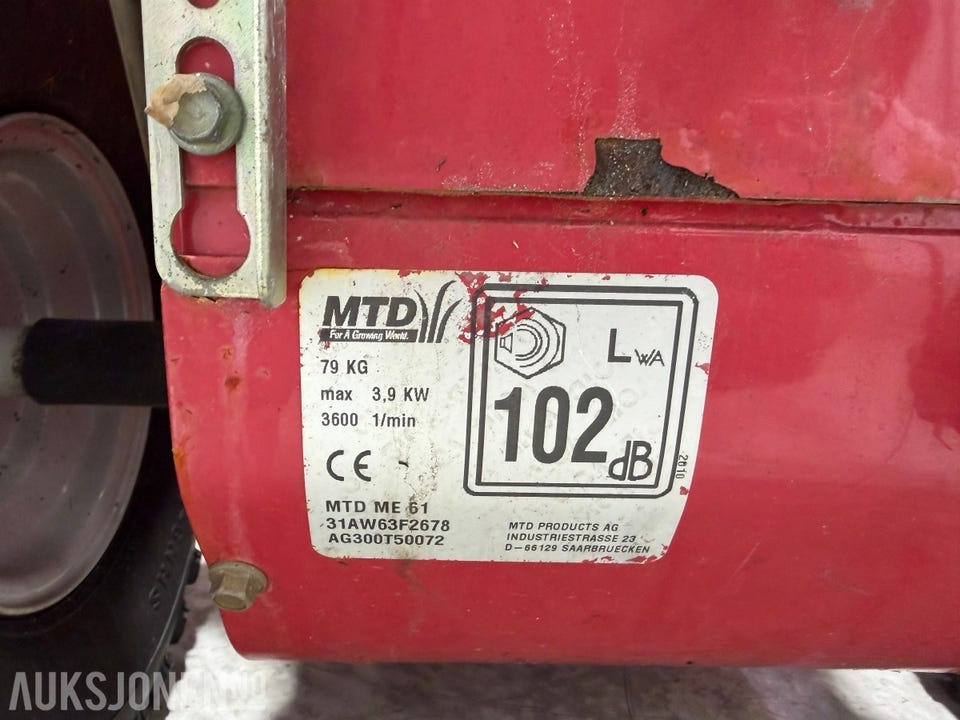 MTD
For A Growing World.
79 KG
max 3,9 KW
3600 1/min
CE
LWA
102 dB
2010
MTD ME 61
31AW63F2678
AG300T50072
MTD PRODUCTS AG
INDUSTRIESTRASSE 23
D-66129 SAARBRUECKEN